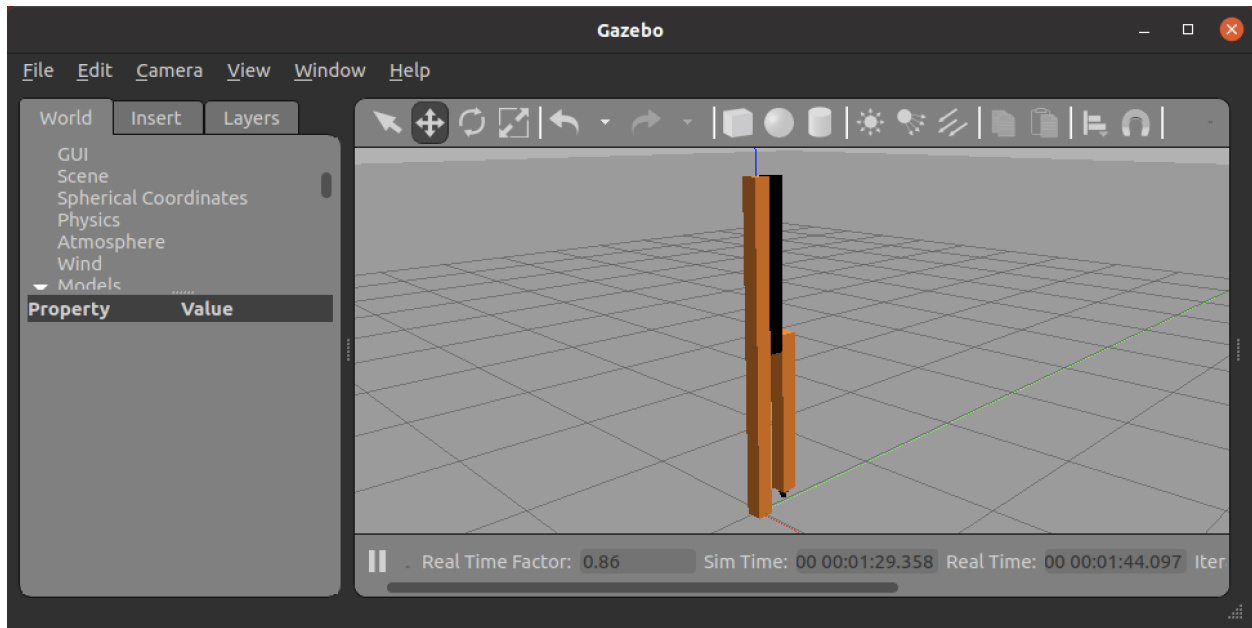 Gazebo
File Edit Camera View Window Help
World Insert Layers
GUI
Scene
Spherical Coordinates
Physics
Atmosphere
Wind
Models
Property Value
Real Time Factor: 0.86 Sim Time: 00 00:01:29.358 Real Time: 00 00:01:44.097 Iter